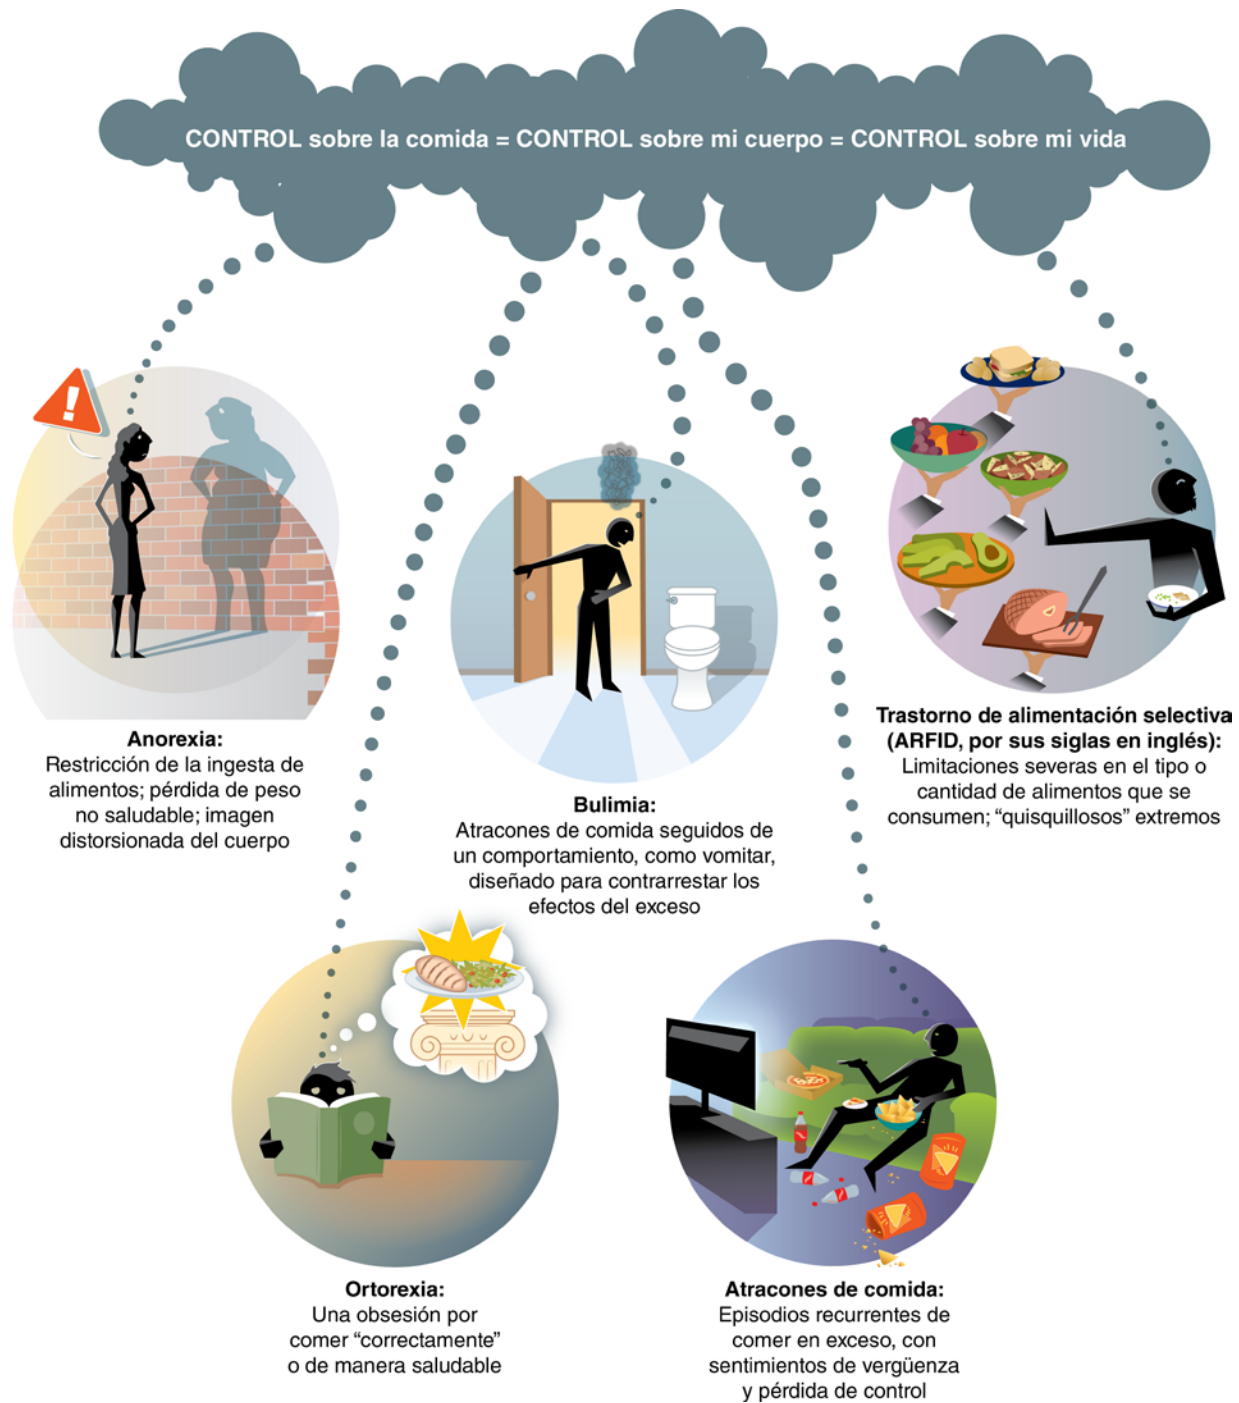 CONTROL sobre la comida = CONTROL sobre mi cuerpo = CONTROL sobre mi vida
!
Anorexia:
Restricción de la ingesta de
alimentos; pérdida de peso
no saludable; imagen
distorsionada del cuerpo
Bulimia:
Atracones de comida seguidos de
un comportamiento, como vomitar,
diseñado para contrarrestar los
efectos del exceso
Trastorno de alimentación selectiva
(ARFID, por sus siglas en inglés):
Limitaciones severas en el tipo o
cantidad de alimentos que se
consumen; “quisquillosos” extremos
Ortorexia:
Una obsesión por
comer “correctamente”
o de manera saludable
Atracones de comida:
Episodios recurrentes de
comer en exceso, con
sentimientos de vergüenza
y pérdida de control